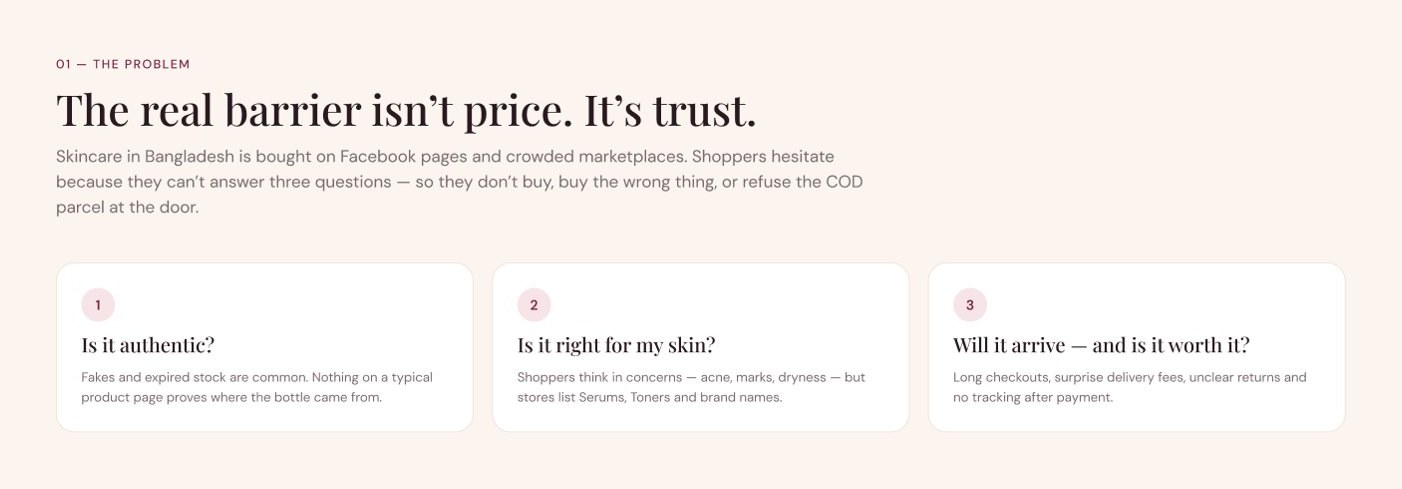 01 — THE PROBLEM
The real barrier isn’t price. It’s trust.
Skincare in Bangladesh is bought on Facebook pages and crowded marketplaces. Shoppers hesitate
because they can’t answer three questions — so they don’t buy, buy the wrong thing, or refuse the COD
parcel at the door.
1
Is it authentic?
Fakes and expired stock are common. Nothing on a typical
product page proves where the bottle came from.
2
Is it right for my skin?
Shoppers think in concerns — acne, marks, dryness — but
stores list Serums, Toners and brand names.
3
Will it arrive — and is it worth it?
Long checkouts, surprise delivery fees, unclear returns and
no tracking after payment.